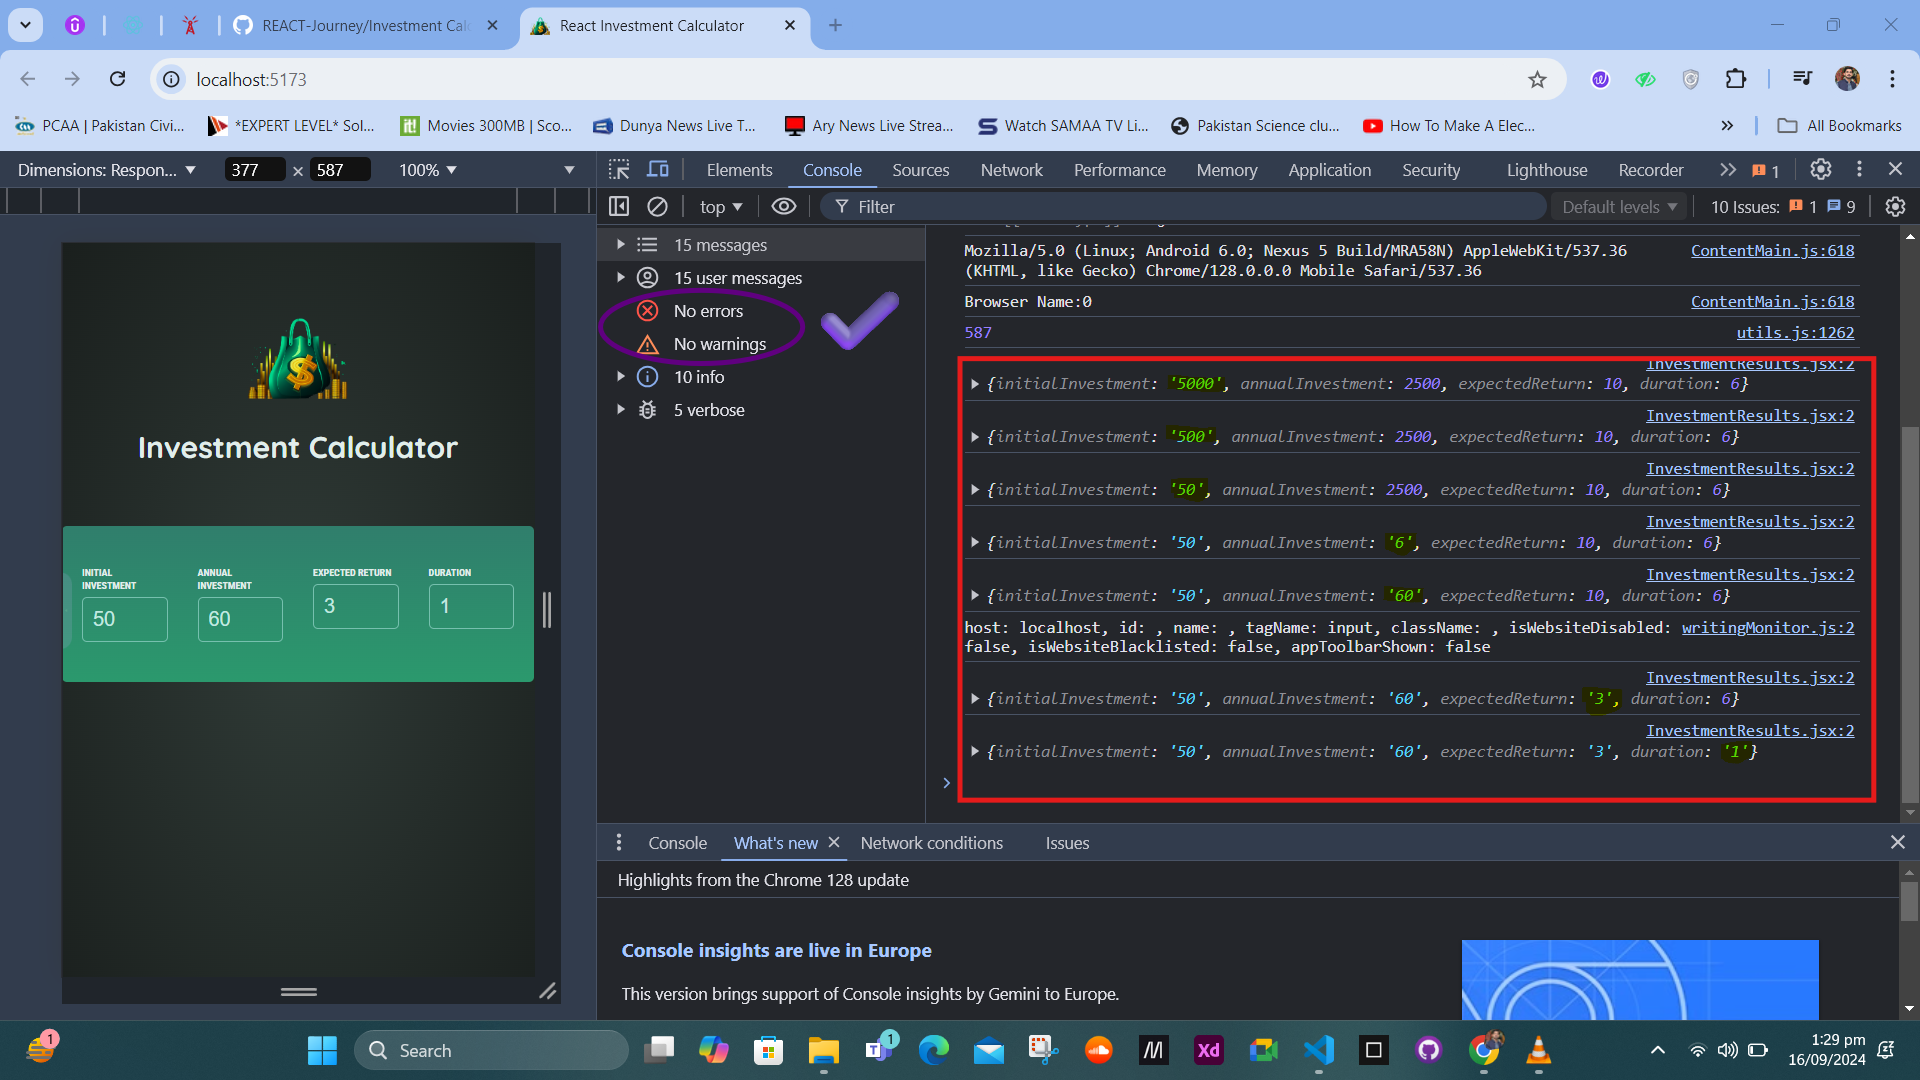 REACT-Journey/Investment Calc
React Investment Calculator
localhost:5173
PCAA | Pakistan Civi...
*EXPERT LEVEL* Sol...
Movies 300MB | Sco...
Dunya News Live T...
Ary News Live Strea...
Watch SAMAA TV Li...
Pakistan Science clu...
How To Make A Elec...
All Bookmarks
Dimensions: Respon...
377 × 587
100%
Elements
Console
Sources
Network
Performance
Memory
Application
Security
Lighthouse
Recorder
1
top
Filter
Default levels
10 Issues: 1 9
15 messages
15 user messages
No errors
No warnings
10 info
5 verbose
Mozilla/5.0 (Linux; Android 6.0; Nexus 5 Build/MRA58N) AppleWebKit/537.36 ContentMain.js:618
(KHTML, like Gecko) Chrome/128.0.0.0 Mobile Safari/537.36
Browser Name:0 ContentMain.js:618
587 utils.js:1262
InvestmentResults.jsx:2
{initialInvestment: '5000', annualInvestment: 2500, expectedReturn: 10, duration: 6}
InvestmentResults.jsx:2
{initialInvestment: '500', annualInvestment: 2500, expectedReturn: 10, duration: 6}
InvestmentResults.jsx:2
{initialInvestment: '50', annualInvestment: 2500, expectedReturn: 10, duration: 6}
InvestmentResults.jsx:2
{initialInvestment: '50', annualInvestment: '6', expectedReturn: 10, duration: 6}
InvestmentResults.jsx:2
{initialInvestment: '50', annualInvestment: '60', expectedReturn: 10, duration: 6}
host: localhost, id: , name: , tagName: input, className: , isWebsiteDisabled: writingMonitor.js:2
false, isWebsiteBlacklisted: false, appToolbarShown: false
InvestmentResults.jsx:2
{initialInvestment: '50', annualInvestment: '60', expectedReturn: '3', duration: 6}
InvestmentResults.jsx:2
{initialInvestment: '50', annualInvestment: '60', expectedReturn: '3', duration: '1'}
Investment Calculator
INITIAL
INVESTMENT
50
ANNUAL
INVESTMENT
60
EXPECTED RETURN
3
DURATION
1
Console
What's new
Network conditions
Issues
Highlights from the Chrome 128 update
Console insights are live in Europe
This version brings support of Console insights by Gemini to Europe.
1
Search
1
Xd
1:29 pm
16/09/2024